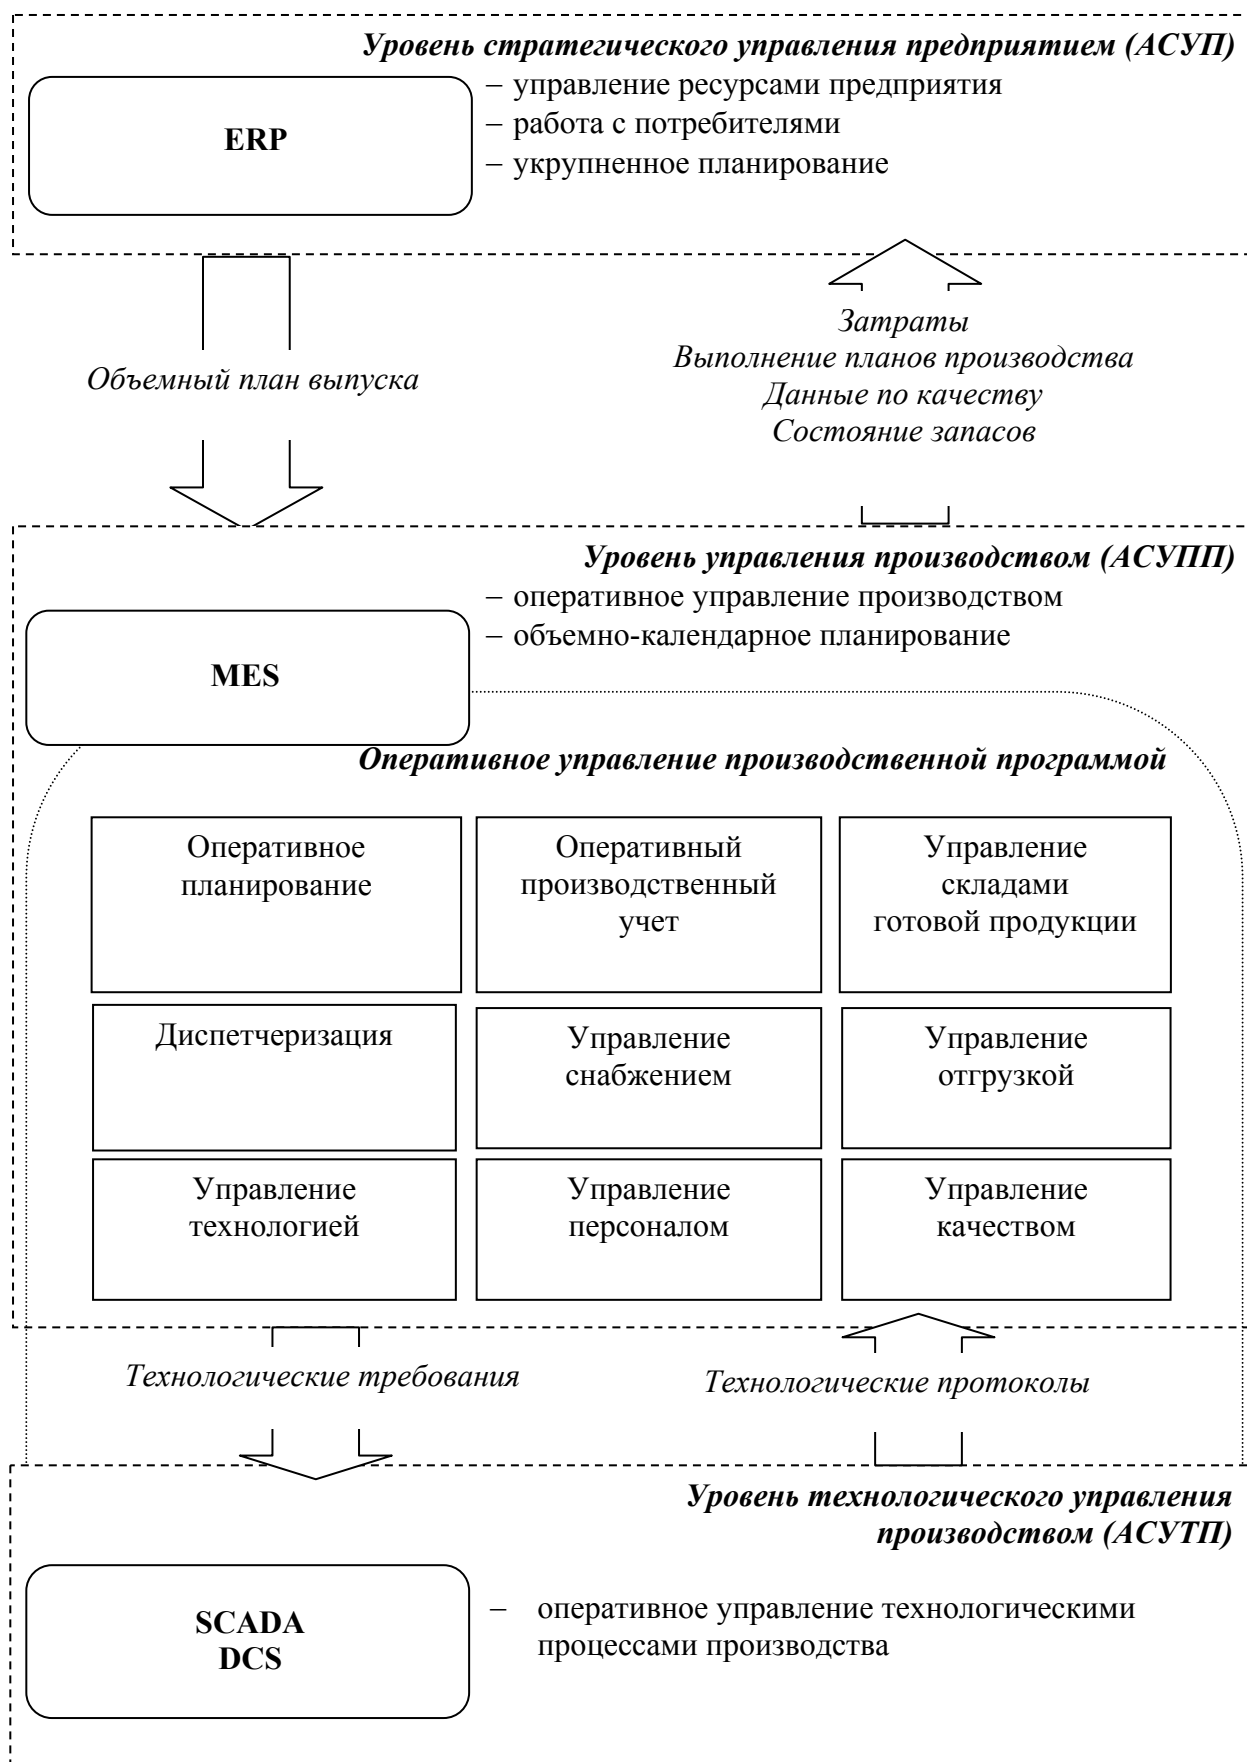 Уровень стратегического управления предприятием (АСУП)
ERP
– управление ресурсами предприятия
– работа с потребителями
– укрупненное планирование
Объемный план выпуска
Затраты
Выполнение планов производства
Данные по качеству
Состояние запасов
Уровень управления производством (АСУПП)
– оперативное управление производством
– объемно-календарное планирование
MES
Оперативное управление производственной программой
Оперативное
планирование
Оперативный
производственный
учет
Управление
складами
готовой продукции
Диспетчеризация
Управление
снабжением
Управление
отгрузкой
Управление
технологией
Управление
персоналом
Управление
качеством
Технологические требования
Технологические протоколы
Уровень технологического управления
производством (АСУТП)
SCADA
DCS
– оперативное управление технологическими
процессами производства